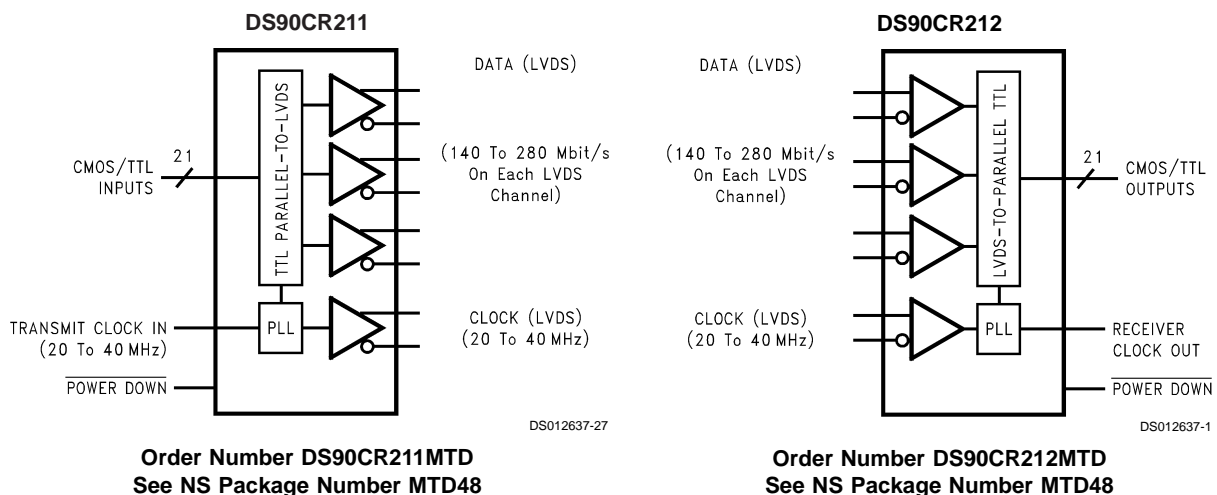 DS90CR211
TTL PARALLEL-TO-LVDS
DATA (LVDS)
CMOS/TTL
INPUTS
21
(140 To 280 Mbit/s
On Each LVDS
Channel)
TRANSMIT CLOCK IN
(20 To 40 MHz)
PLL
CLOCK (LVDS)
(20 To 40 MHz)
POWER DOWN
DS012637-27
Order Number DS90CR211MTD
See NS Package Number MTD48
DS90CR212
DATA (LVDS)
LVDS-TO-PARALLEL TTL
(140 To 280 Mbit/s
On Each LVDS
Channel)
21
CMOS/TTL
OUTPUTS
CLOCK (LVDS)
(20 To 40 MHz)
PLL
RECEIVER
CLOCK OUT
POWER DOWN
DS012637-1
Order Number DS90CR212MTD
See NS Package Number MTD48